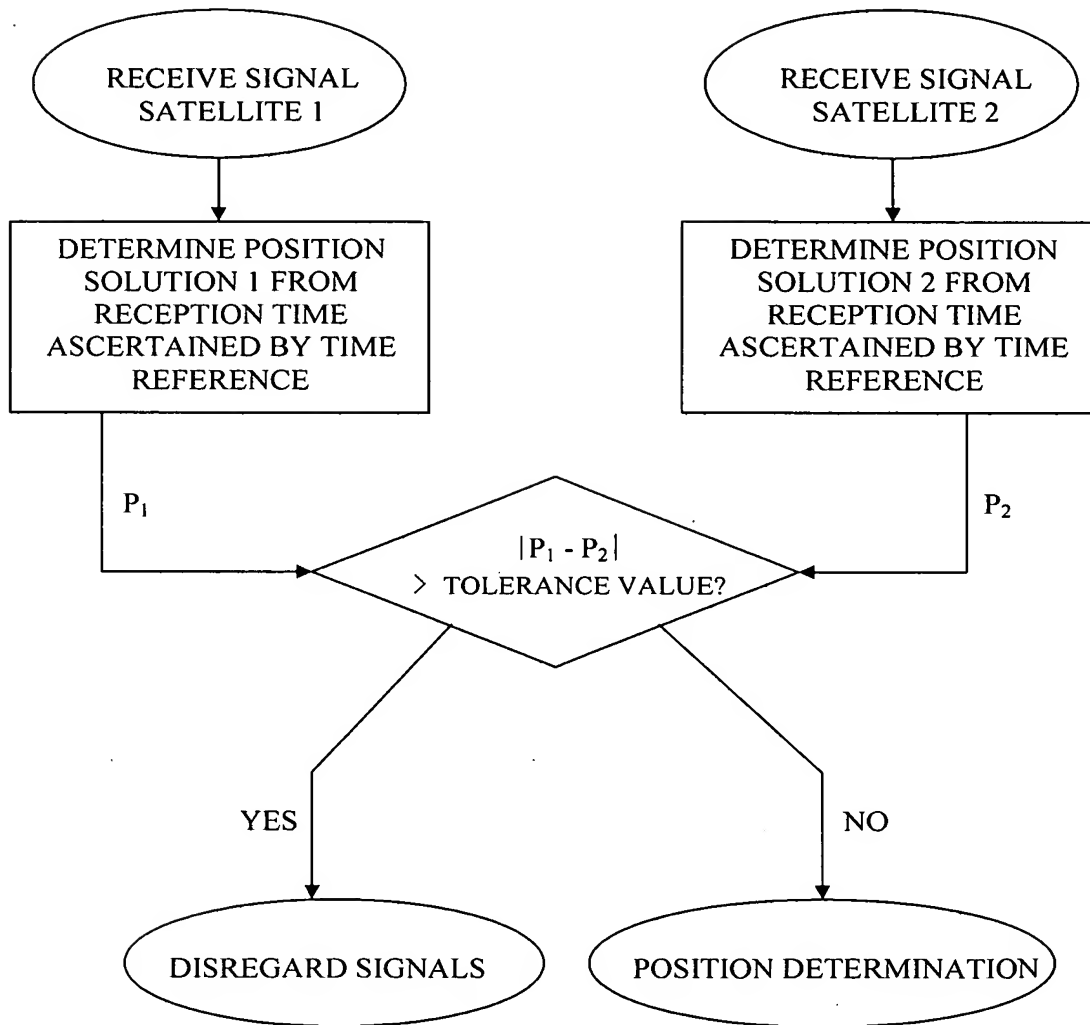 RECEIVE SIGNAL
SATELLITE 1
RECEIVE SIGNAL
SATELLITE 2
DETERMINE POSITION
SOLUTION 1 FROM
RECEPTION TIME
ASCERTAINED BY TIME
REFERENCE
DETERMINE POSITION
SOLUTION 2 FROM
RECEPTION TIME
ASCERTAINED BY TIME
REFERENCE
P₁
P₂
|P₁ - P₂|
> TOLERANCE VALUE?
YES
NO
DISREGARD SIGNALS
POSITION DETERMINATION